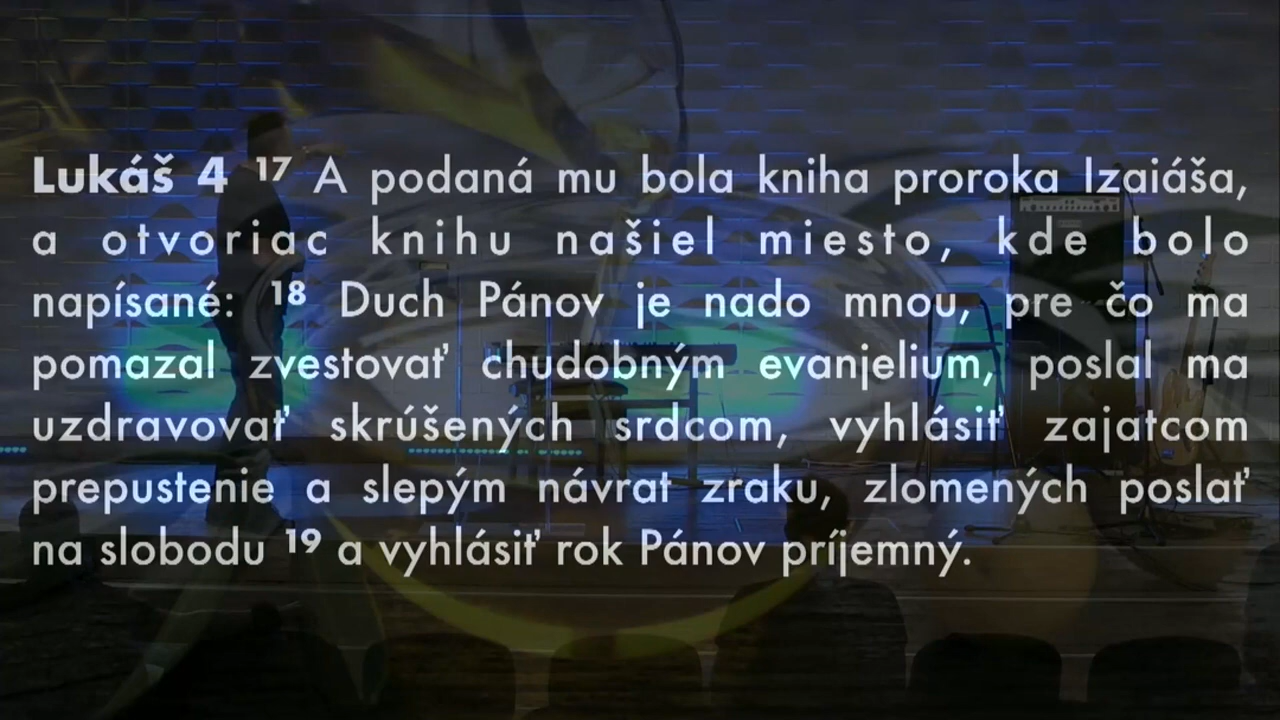 Lukáš 4 ¹⁷ A podaná mu bola kniha proroka Izaiáša,
a otvoriac knihu našiel miesto, kde bolo
napísané: ¹⁸ Duch Pánov je nado mnou, pre čo ma
pomazal zvestovať chudobným evanjelium, poslal ma
uzdravovať skrúšených srdcom, vyhlásiť zajatcom
prepustenie a slepým návrat zraku, zlomených poslať
na slobodu ¹⁹ a vyhlásiť rok Pánov príjemný.